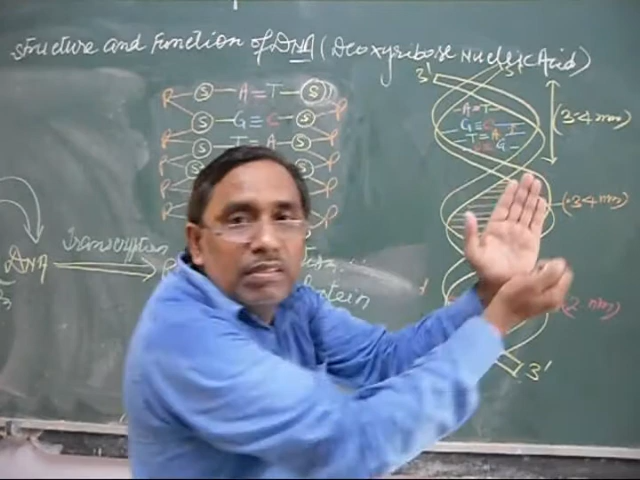 structure and Function of DNA (Deoxyribose Nucleic Acid)
3' 5'
P S A = T S P
S G ≡ C S
P T A S P
P S S P
P S P
A = T
G ≡ C
T = A
G
(3.4 nm)
(.34 nm)
(2 nm)
DNA Transcription
Protein
3'